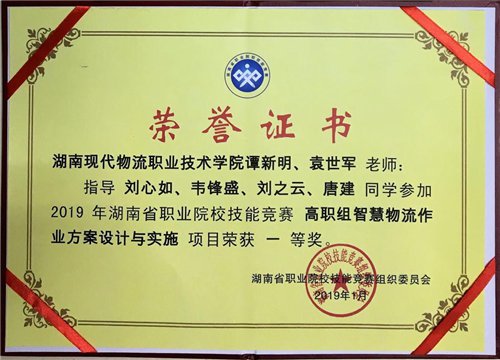 荣誉证书
湖南现代物流职业技术学院谭新明、袁世军 老师:
指导 刘心如、韦锋盛、刘之云、唐建 同学参加
2019 年湖南省职业院校技能竞赛 高职组智慧物流作
业方案设计与实施 项目荣获 一 等奖。
湖南省职业院校技能竞赛组织委员会
2019年1月